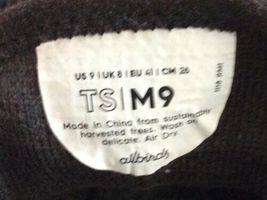 US 9 | UK 8 | EU 41 | CM 26
TS | M9
Made in China from sustainably
harvested trees. Wash on
delicate. Air Dry.
allbirds